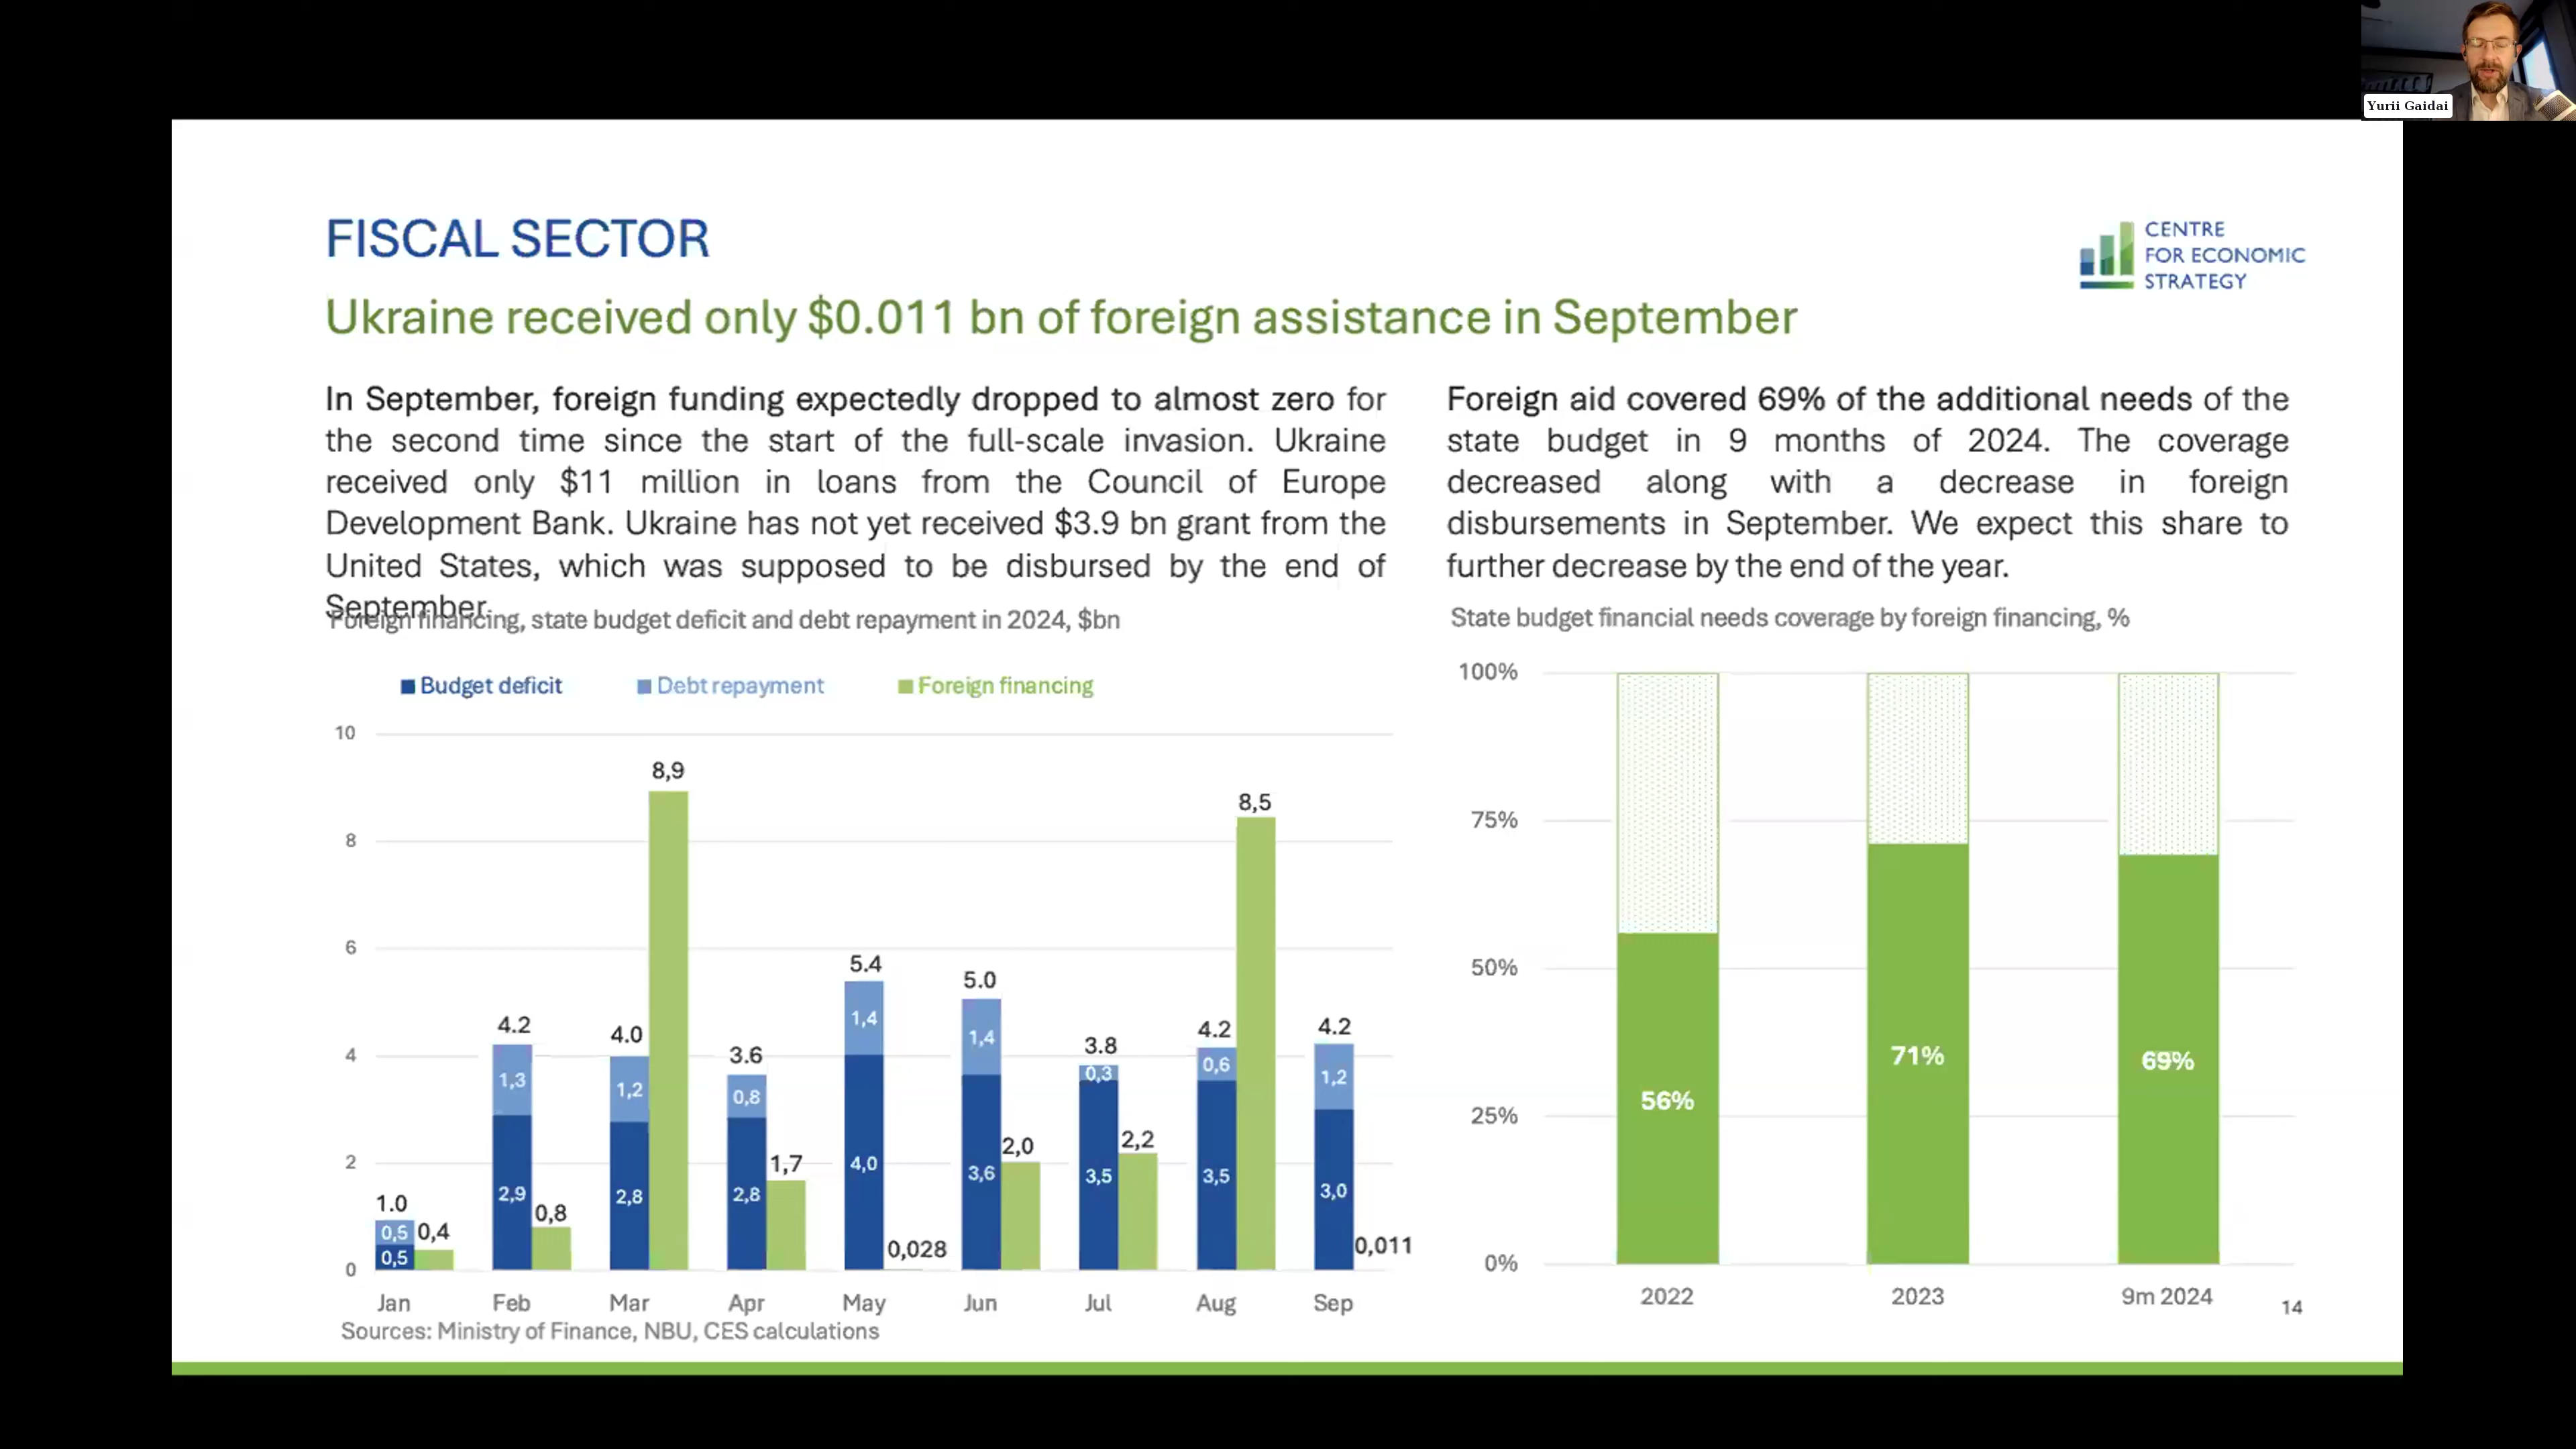 Yurii Gaidai
FISCAL SECTOR
CENTRE
FOR ECONOMIC
STRATEGY
Ukraine received only $0.011 bn of foreign assistance in September
In September, foreign funding expectedly dropped to almost zero for
the second time since the start of the full-scale invasion. Ukraine
received only $11 million in loans from the Council of Europe
Development Bank. Ukraine has not yet received $3.9 bn grant from the
United States, which was supposed to be disbursed by the end of
September.
Foreign aid covered 69% of the additional needs of the
state budget in 9 months of 2024. The coverage
decreased along with a decrease in foreign
disbursements in September. We expect this share to
further decrease by the end of the year.
Foreign financing, state budget deficit and debt repayment in 2024, $bn
Budget deficit Debt repayment Foreign financing
10
8
6
4
2
0
1.0
0,5
0,5
0,4
4.2
1,3
2,9
0,8
4.0
1,2
2,8
8,9
3.6
0,8
2,8
1,7
5.4
1,4
4,0
0,028
5.0
1,4
3,6
2,0
3.8
0,3
3,5
2,2
4.2
0,6
3,5
8,5
4.2
1,2
3,0
0,011
Jan Feb Mar Apr May Jun Jul Aug Sep
Sources: Ministry of Finance, NBU, CES calculations
State budget financial needs coverage by foreign financing, %
100%
75%
50%
25%
0%
56%
71%
69%
2022 2023 9m 2024
14